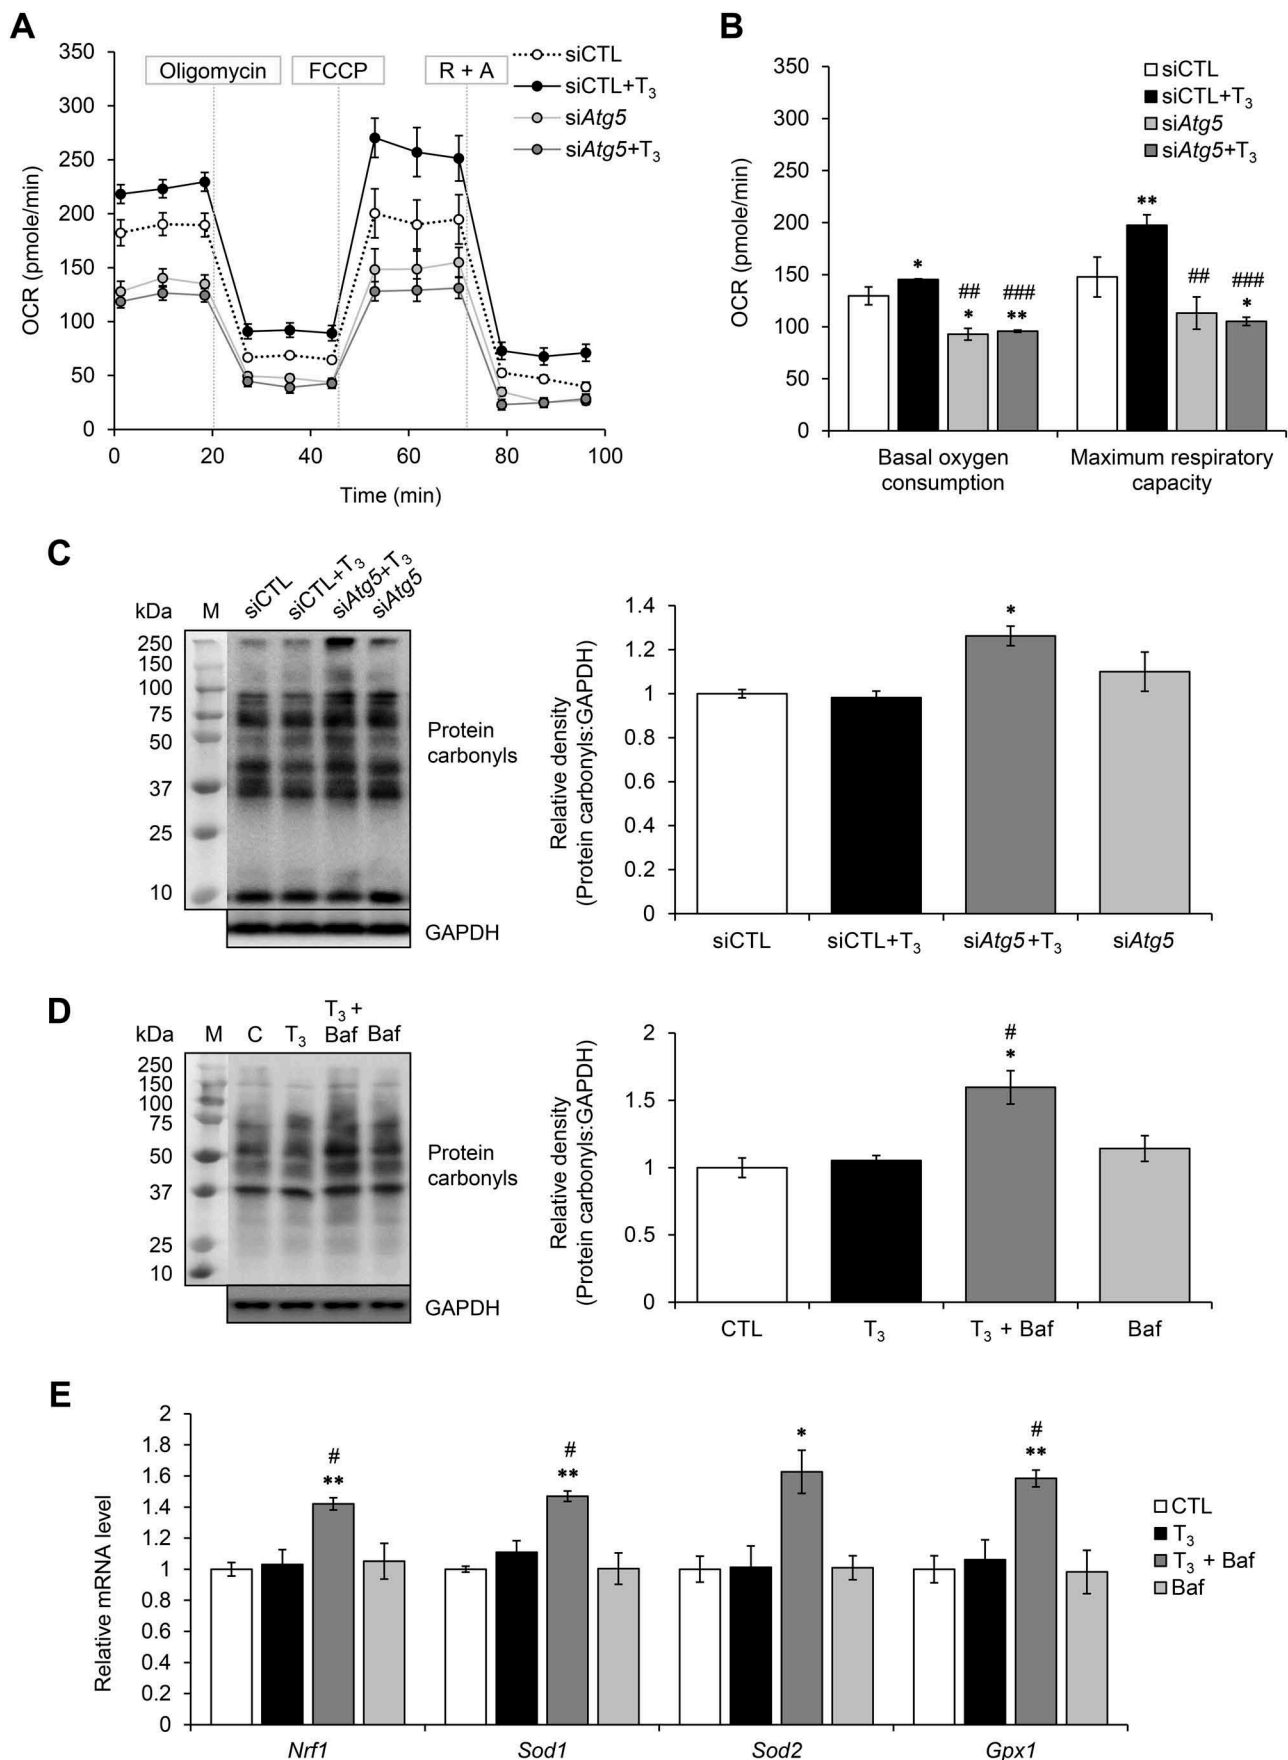 A
350
300
250
200
150
100
50
0
OCR (pmole/min)
Oligomycin
FCCP
R + A
siCTL
siCTL+T3
siAtg5
siAtg5+T3
0 20 40 60 80 100
Time (min)
B
350
300
250
200
150
100
50
0
OCR (pmole/min)
siCTL
siCTL+T3
siAtg5
siAtg5+T3
*
##
*
###
**
**
##
###
*
Basal oxygen
consumption
Maximum respiratory
capacity
C
kDa M siCTL siCTL+T3 siAtg5+T3 siAtg5
250
150
100
75
50
37
25
10
Protein
carbonyls
GAPDH
Relative density
(Protein carbonyls:GAPDH)
1.4
1.2
1
0.8
0.6
0.4
0.2
0
*
siCTL siCTL+T3 siAtg5+T3 siAtg5
D
T3 +
kDa M C T3 Baf Baf
250
150
100
75
50
37
25
10
Protein
carbonyls
GAPDH
Relative density
(Protein carbonyls:GAPDH)
2
1.5
1
0.5
0
#
*
CTL T3 T3 + Baf Baf
E
Relative mRNA level
2
1.8
1.6
1.4
1.2
1
0.8
0.6
0.4
0.2
0
#
**
#
**
*
#
**
CTL
T3
T3 + Baf
Baf
Nrf1 Sod1 Sod2 Gpx1